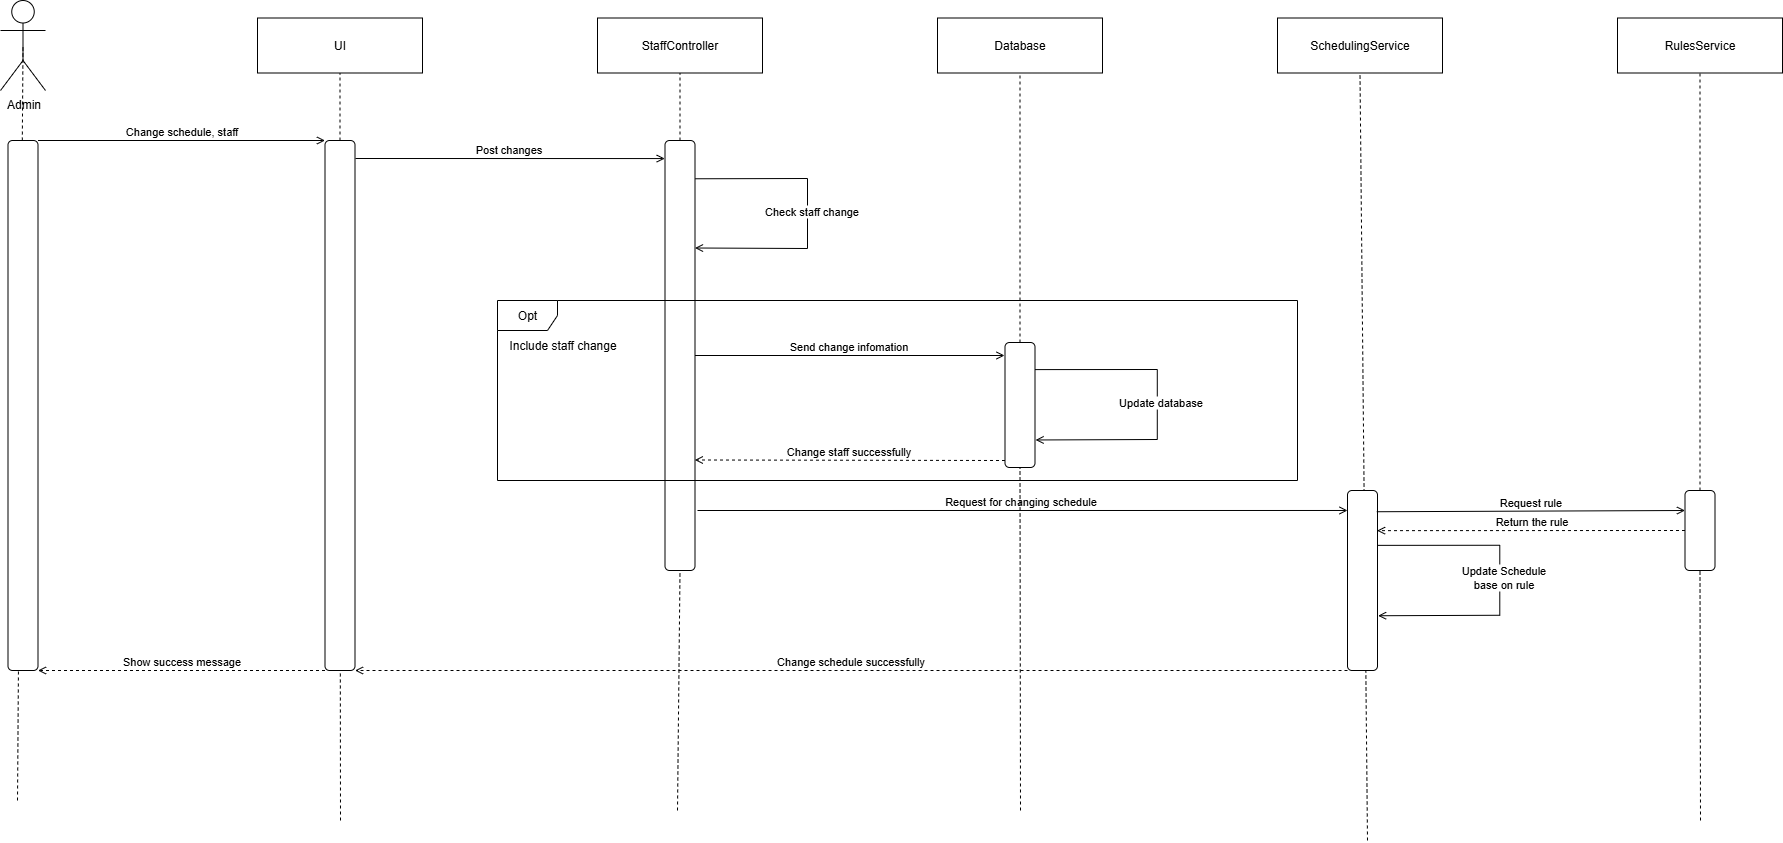 UI
StaffController
Database
SchedulingService
RulesService
Admin
Change schedule, staff
Post changes
Check staff change
Opt
Include staff change
Send change infomation
Update database
Change staff successfully
Request for changing schedule
Request rule
Return the rule
Update Schedule
base on rule
Show success message
Change schedule successfully